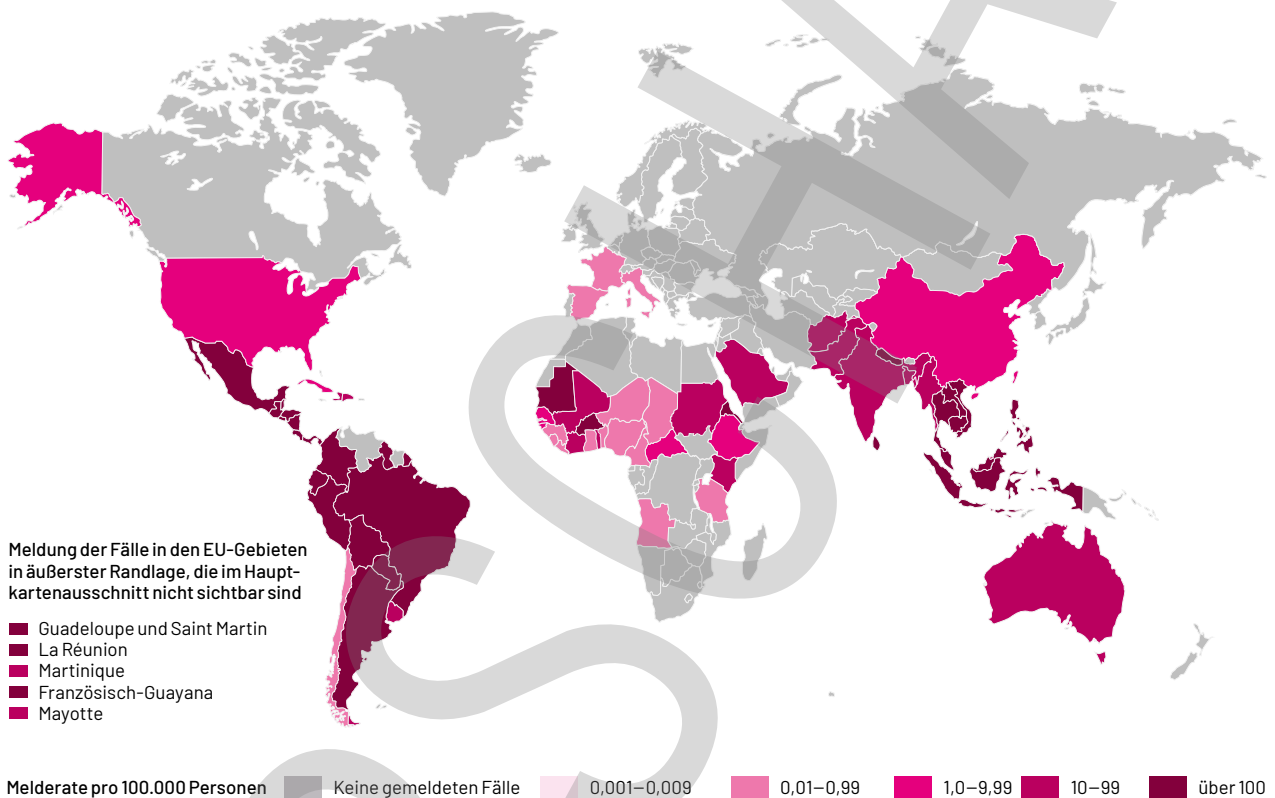 Meldung der Fälle in den EU-Gebieten
in äußerster Randlage, die im Haupt-
kartenausschnitt nicht sichtbar sind
Guadeloupe und Saint Martin
La Réunion
Martinique
Französisch-Guayana
Mayotte
Melderate pro 100.000 Personen
Keine gemeldeten Fälle
0,001–0,009
0,01–0,99
1,0–9,99
10–99
über 100